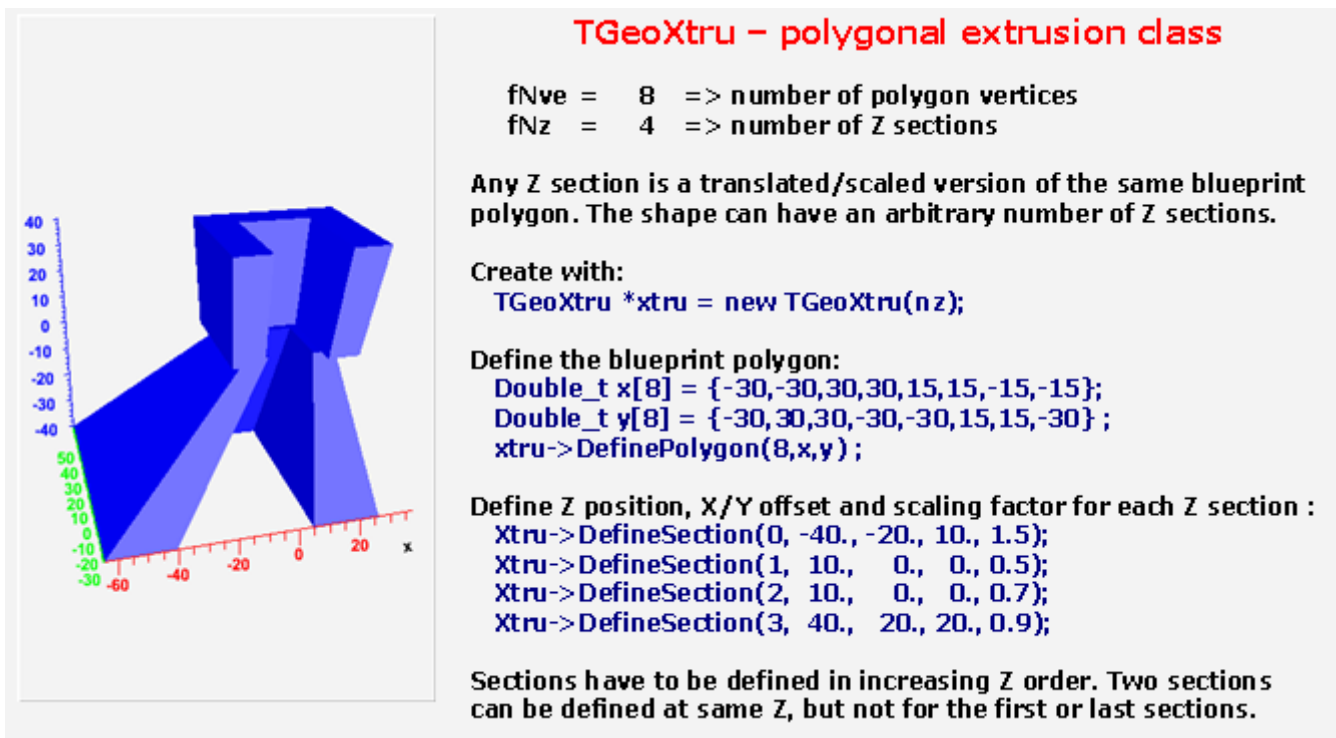 TGeoXtru – polygonal extrusion class
fNve = 8 => number of polygon vertices
fNz = 4 => number of Z sections
Any Z section is a translated/scaled version of the same blueprint
polygon. The shape can have an arbitrary number of Z sections.
Create with:
TGeoXtru *xtru = new TGeoXtru(nz);
Define the blueprint polygon:
Double_t x[8] = {-30,-30,30,30,15,15,-15,-15};
Double_t y[8] = {-30,30,30,-30,-30,15,15,-30} ;
xtru->DefinePolygon(8,x,y) ;
Define Z position, X/Y offset and scaling factor for each Z section :
Xtru->DefineSection(0, -40., -20., 10., 1.5);
Xtru->DefineSection(1, 10., 0., 0., 0.5);
Xtru->DefineSection(2, 10., 0., 0., 0.7);
Xtru->DefineSection(3, 40., 20., 20., 0.9);
Sections have to be defined in increasing Z order. Two sections
can be defined at same Z, but not for the first or last sections.
40
30
20
10
0
-10
-20
-30
-40
50
40
30
20
10
0
-10
-20
-30
-60
-40
-20
0
20
x